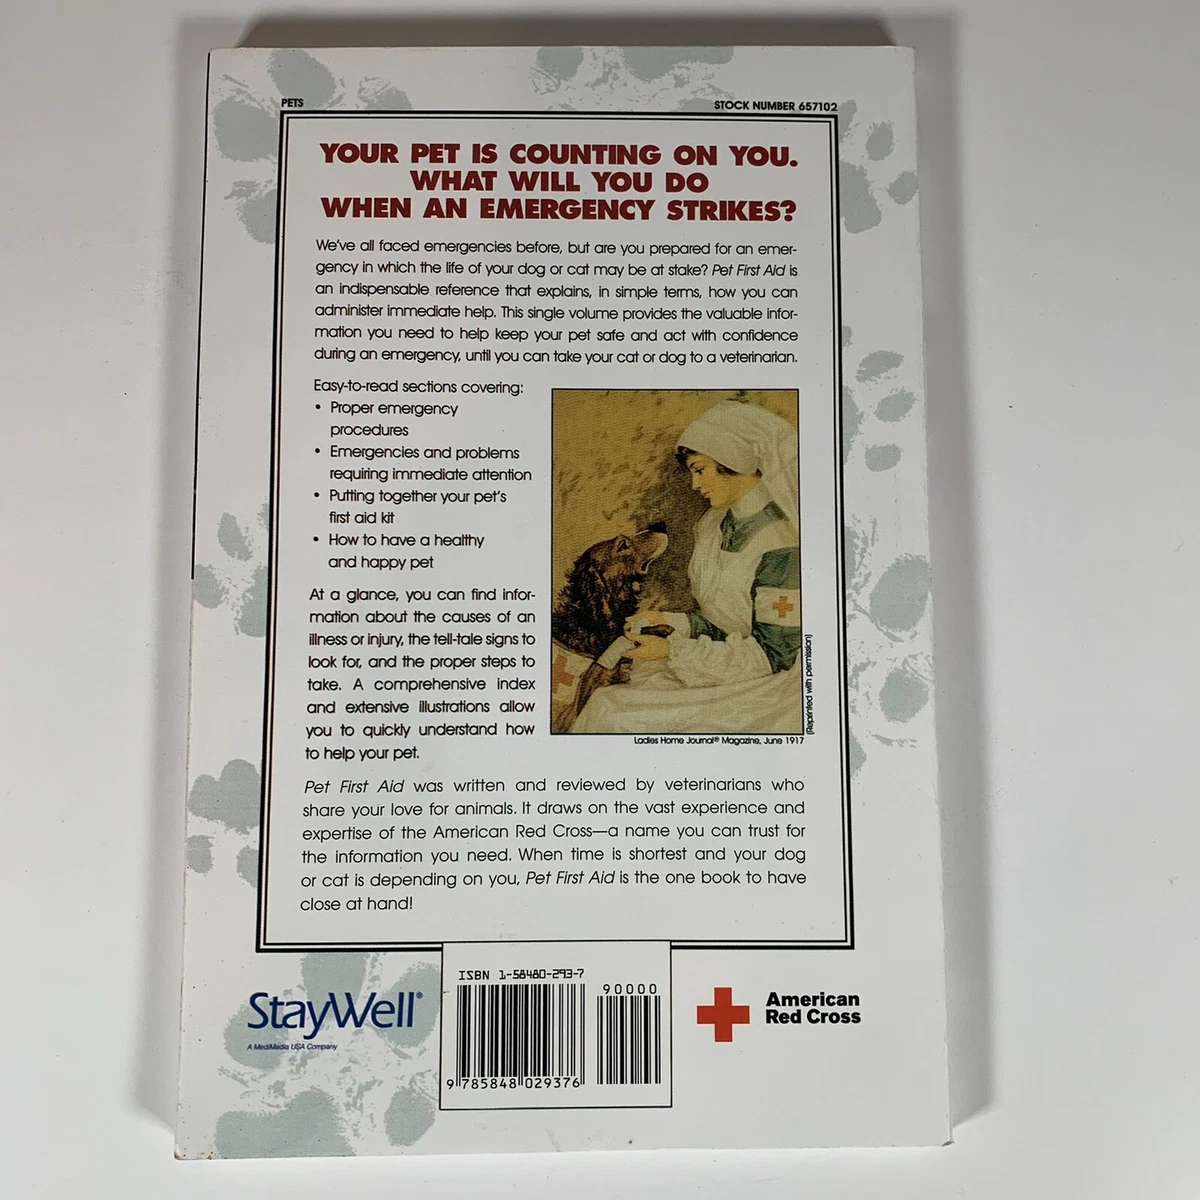 PETS
STOCK NUMBER 657102
YOUR PET IS COUNTING ON YOU.
WHAT WILL YOU DO
WHEN AN EMERGENCY STRIKES?
We've all faced emergencies before, but are you prepared for an emer-
gency in which the life of your dog or cat may be at stake? Pet First Aid is
an indispensable reference that explains, in simple terms, how you can
administer immediate help. This single volume provides the valuable infor-
mation you need to help keep your pet safe and act with confidence
during an emergency, until you can take your cat or dog to a veterinarian.
Easy-to-read sections covering:
• Proper emergency
procedures
• Emergencies and problems
requiring immediate attention
• Putting together your pet's
first aid kit
• How to have a healthy
and happy pet
At a glance, you can find infor-
mation about the causes of an
illness or injury, the tell-tale signs to
look for, and the proper steps to
take. A comprehensive index
and extensive illustrations allow
you to quickly understand how
to help your pet.
(Reprinted with permission)
Ladies Home Journal® Magazine, June 1917
Pet First Aid was written and reviewed by veterinarians who
share your love for animals. It draws on the vast experience and
expertise of the American Red Cross—a name you can trust for
the information you need. When time is shortest and your dog
or cat is depending on you, Pet First Aid is the one book to have
close at hand!
StayWell®
A MediMedia USA Company
ISBN 1-58480-293-7
90000
9 785848 029376
American
Red Cross